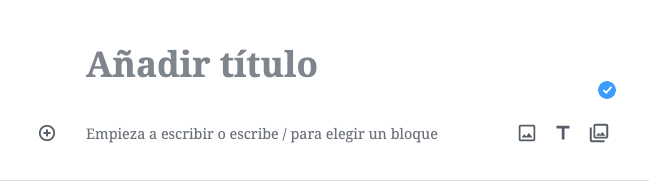 Añadir título
Empieza a escribir o escribe / para elegir un bloque